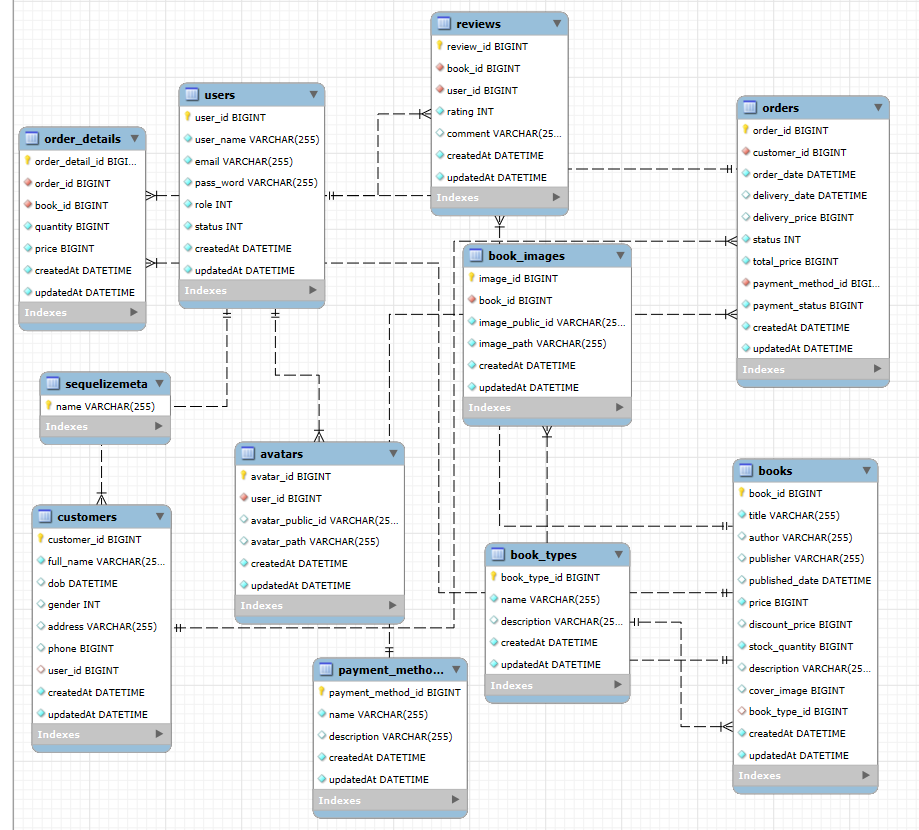 reviews
review_id BIGINT
book_id BIGINT
user_id BIGINT
rating INT
comment VARCHAR(25...
createdAt DATETIME
updatedAt DATETIME
Indexes
users
user_id BIGINT
user_name VARCHAR(255)
email VARCHAR(255)
pass_word VARCHAR(255)
role INT
status INT
createdAt DATETIME
updatedAt DATETIME
Indexes
orders
order_id BIGINT
customer_id BIGINT
order_date DATETIME
delivery_date DATETIME
delivery_price BIGINT
status INT
total_price BIGINT
payment_method_id BIGI...
payment_status BIGINT
createdAt DATETIME
updatedAt DATETIME
Indexes
order_details
order_detail_id BIGI...
order_id BIGINT
book_id BIGINT
quantity BIGINT
price BIGINT
createdAt DATETIME
updatedAt DATETIME
Indexes
book_images
image_id BIGINT
book_id BIGINT
image_public_id VARCHAR(25...
image_path VARCHAR(255)
createdAt DATETIME
updatedAt DATETIME
Indexes
sequelizemeta
name VARCHAR(255)
Indexes
avatars
avatar_id BIGINT
user_id BIGINT
avatar_public_id VARCHAR(25...
avatar_path VARCHAR(255)
createdAt DATETIME
updatedAt DATETIME
Indexes
books
book_id BIGINT
title VARCHAR(255)
author VARCHAR(255)
publisher VARCHAR(255)
published_date DATETIME
price BIGINT
discount_price BIGINT
stock_quantity BIGINT
description VARCHAR(25...
cover_image BIGINT
book_type_id BIGINT
createdAt DATETIME
updatedAt DATETIME
Indexes
customers
customer_id BIGINT
full_name VARCHAR(25...
dob DATETIME
gender INT
address VARCHAR(255)
phone BIGINT
user_id BIGINT
createdAt DATETIME
updatedAt DATETIME
Indexes
book_types
book_type_id BIGINT
name VARCHAR(255)
description VARCHAR(25...
createdAt DATETIME
updatedAt DATETIME
Indexes
payment_metho...
payment_method_id BIGINT
name VARCHAR(255)
description VARCHAR(255)
createdAt DATETIME
updatedAt DATETIME
Indexes